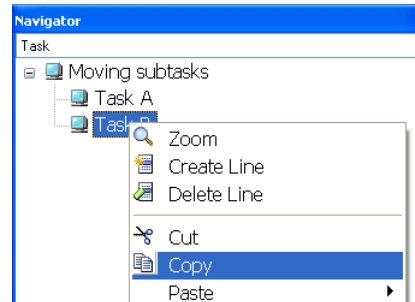 Navigator
Task
Moving subtasks
Task A
Task
Zoom
Create Line
Delete Line
Cut
Copy
Paste